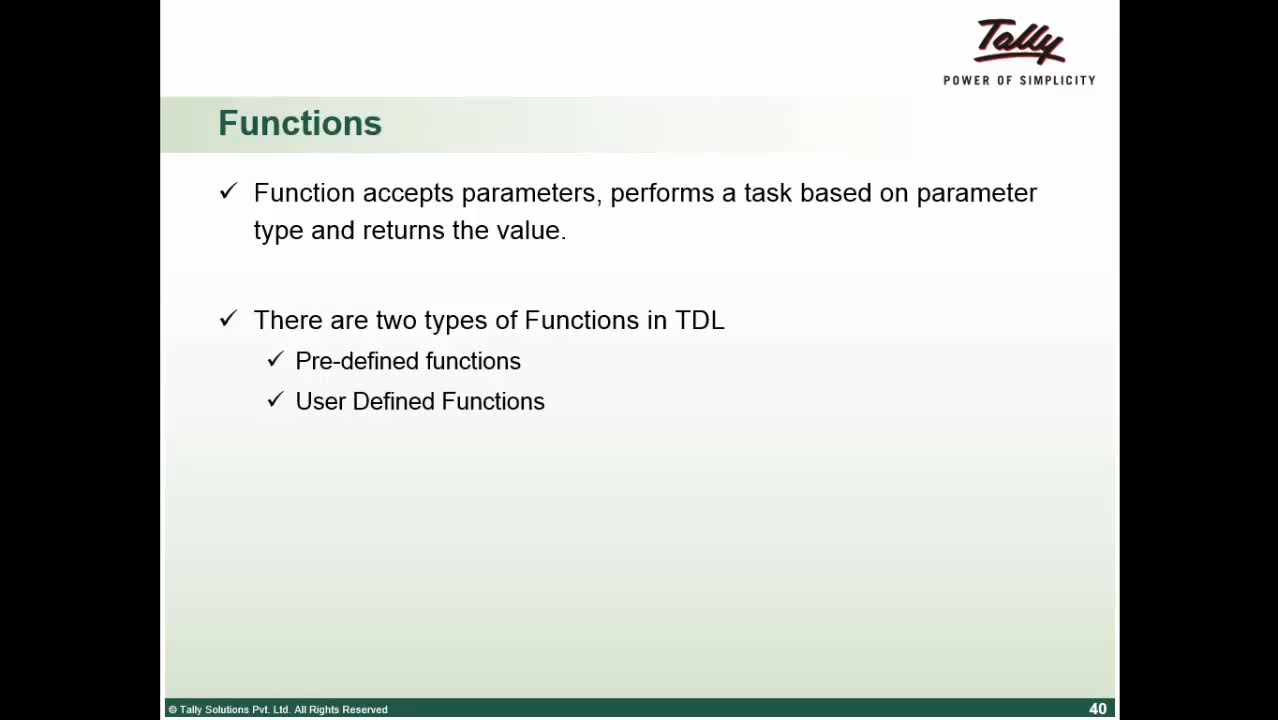 Tally
POWER OF SIMPLICITY
Functions
✓ Function accepts parameters, performs a task based on parameter
type and returns the value.
✓ There are two types of Functions in TDL
✓ Pre-defined functions
✓ User Defined Functions
© Tally Solutions Pvt. Ltd. All Rights Reserved
40